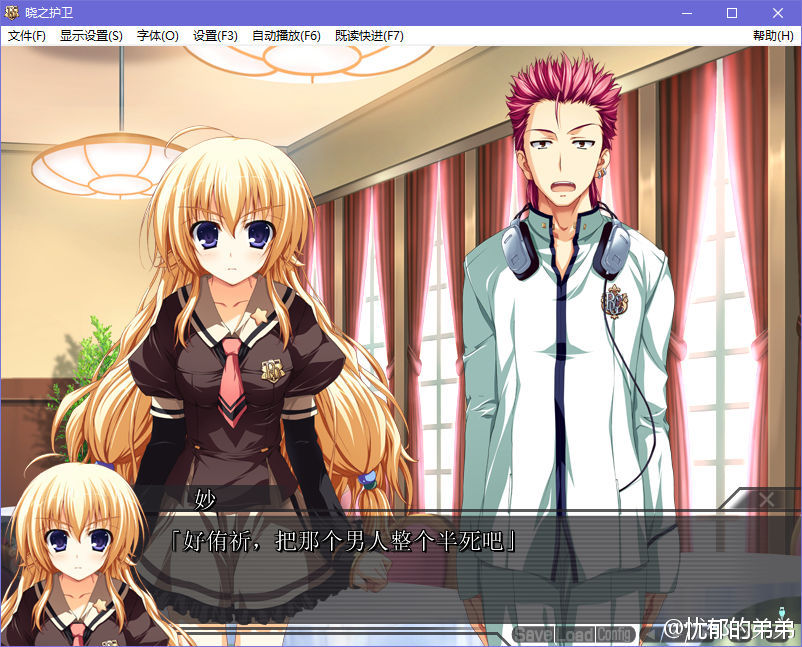 晓之护卫
文件(F) 显示设置(S) 字体(O) 设置(F3) 自动播放(F6) 既读快进(F7) 帮助(H)
妙
「好侑祈，把那个男人整个半死吧」
Save Load Config
@忧郁的弟弟